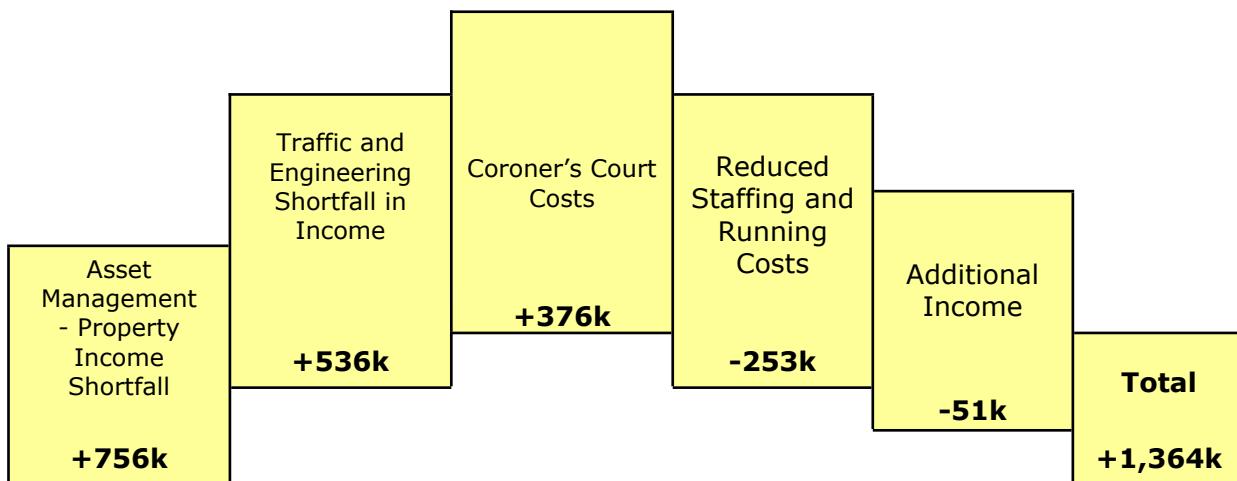 Asset
Management
- Property
Income
Shortfall
+756k
Traffic and
Engineering
Shortfall in
Income
+536k
Coroner’s Court
Costs
+376k
Reduced
Staffing and
Running
Costs
-253k
Additional
Income
-51k
Total
+1,364k